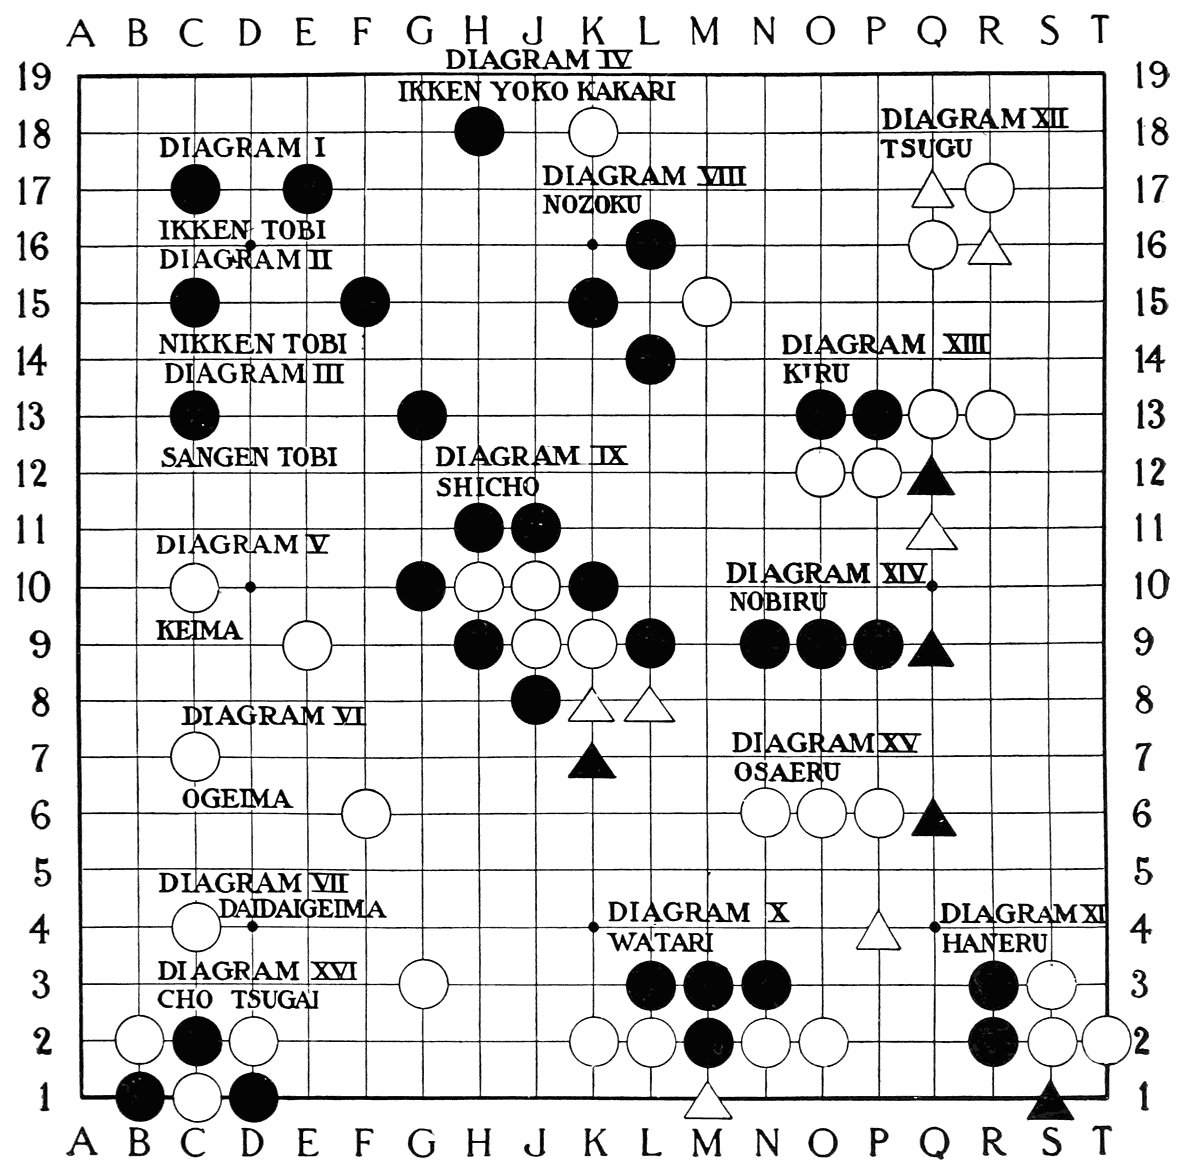 A B C D E F G H J K L M N O P Q R S T
DIAGRAM IV
19 19
IKKEN YOKO KAKARI
DIAGRAM XII
18 18
TSUGU
DIAGRAM I
DIAGRAM VIII
17 17
NOZOKU
IKKEN TOBI
16 16
DIAGRAM II
15 15
NIKKEN TOBI
DIAGRAM XIII
14 14
DIAGRAM III
KIRU
13 13
SANGEN TOBI
DIAGRAM IX
12 12
SHICHO
11 11
DIAGRAM V
DIAGRAM XIV
10 10
NOBIRU
KEIMA
9 9
8 8
DIAGRAM VI
DIAGRAM XV
7 7
OSAERU
OGEIMA
6 6
5 5
DIAGRAM VII
DAIDAIGEIMA
DIAGRAM X
DIAGRAM XI
4 4
WATARI
HANERU
DIAGRAM XVI
3 3
CHO TSUGAI
2 2
1 1
A B C D E F G H J K L M N O P Q R S T